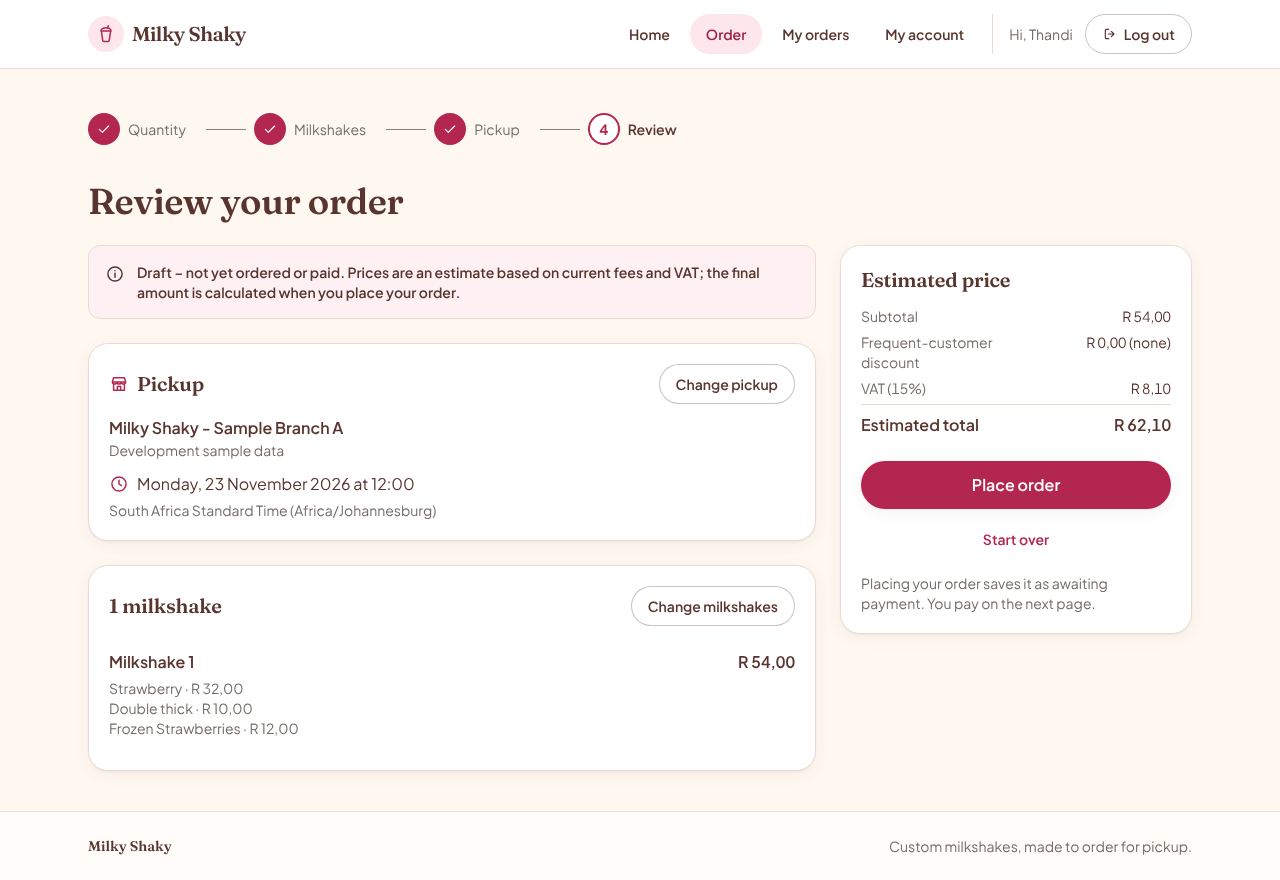 Milky Shaky
Home
Order
My orders
My account
Hi, Thandi
Log out
Quantity
Milkshakes
Pickup
4
Review
Review your order
Draft – not yet ordered or paid. Prices are an estimate based on current fees and VAT; the final
amount is calculated when you place your order.
Pickup
Change pickup
Milky Shaky – Sample Branch A
Development sample data
Monday, 23 November 2026 at 12:00
South Africa Standard Time (Africa/Johannesburg)
1 milkshake
Change milkshakes
Milkshake 1
R 54,00
Strawberry · R 32,00
Double thick · R 10,00
Frozen Strawberries · R 12,00
Estimated price
Subtotal
R 54,00
Frequent-customer
discount
R 0,00 (none)
VAT (15%)
R 8,10
Estimated total
R 62,10
Place order
Start over
Placing your order saves it as awaiting
payment. You pay on the next page.
Milky Shaky
Custom milkshakes, made to order for pickup.